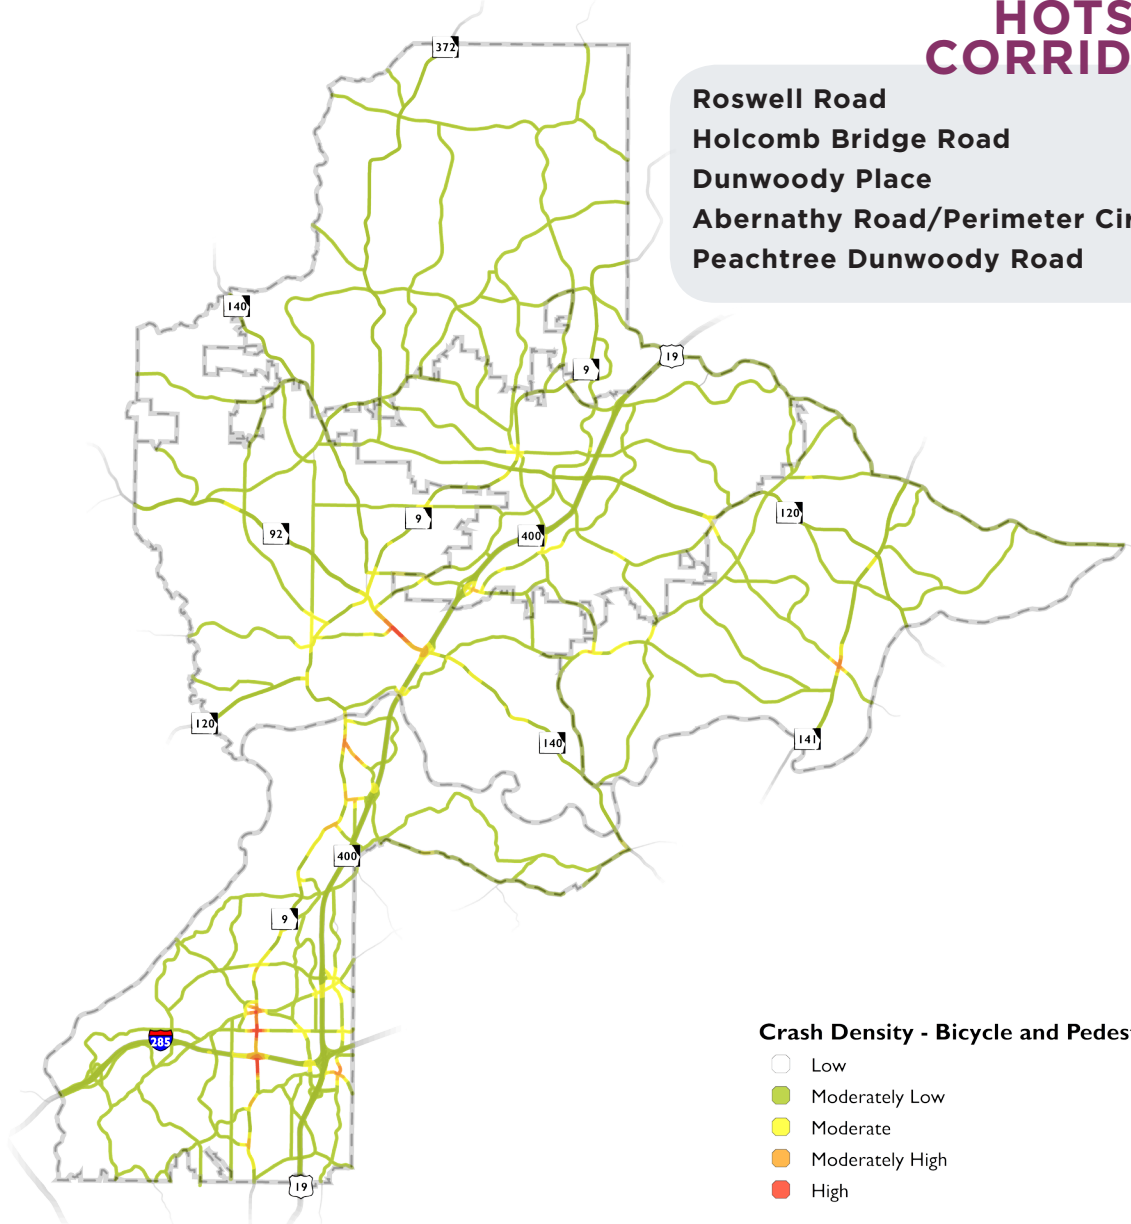 HOTS
CORRID
Roswell Road
Holcomb Bridge Road
Dunwoody Place
Abernathy Road/Perimeter Cir
Peachtree Dunwoody Road
372
140
19
9
120
9
92
400
120
140
141
400
9
285
19
Crash Density - Bicycle and Pedes
Low
Moderately Low
Moderate
Moderately High
High